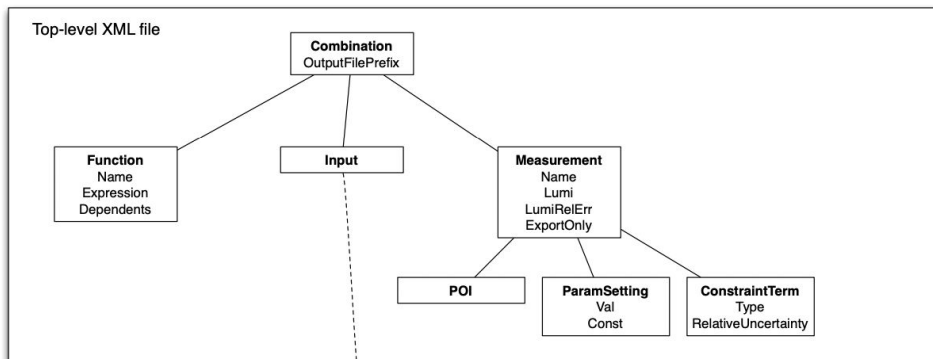 Top-level XML file
Combination
OutputFilePrefix
Function
Name
Expression
Dependents
Input
Measurement
Name
Lumi
LumiRelErr
ExportOnly
POI
ParamSetting
Val
Const
ConstraintTerm
Type
RelativeUncertainty